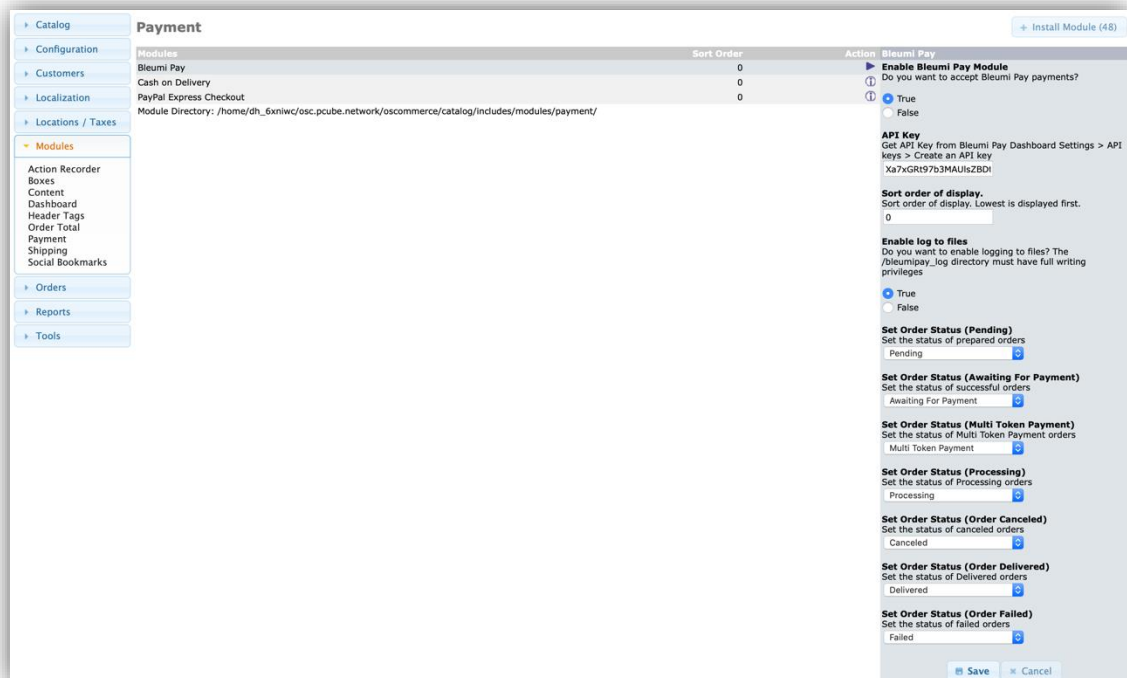 Catalog
Configuration
Customers
Localization
Locations / Taxes
Modules
Action Recorder
Boxes
Content
Dashboard
Header Tags
Order Total
Payment
Shipping
Social Bookmarks
Orders
Reports
Tools
Payment
+ Install Module (48)
Modules Sort Order Action
Bleumi Pay 0
Cash on Delivery 0
PayPal Express Checkout 0
Module Directory: /home/dh_6xniwc/osc.pcube.network/oscommerce/catalog/includes/modules/payment/
Bleumi Pay
Enable Bleumi Pay Module
Do you want to accept Bleumi Pay payments?
True
False
API Key
Get API Key from Bleumi Pay Dashboard Settings > API
keys > Create an API key
Sort order of display.
Sort order of display. Lowest is displayed first.
0
Enable log to files
Do you want to enable logging to files? The
/bleumipay_log directory must have full writing
privileges
True
False
Set Order Status (Pending)
Set the status of prepared orders
Pending
Set Order Status (Awaiting For Payment)
Set the status of successful orders
Awaiting For Payment
Set Order Status (Multi Token Payment)
Set the status of Multi Token Payment orders
Multi Token Payment
Set Order Status (Processing)
Set the status of Processing orders
Processing
Set Order Status (Order Canceled)
Set the status of canceled orders
Canceled
Set Order Status (Order Delivered)
Set the status of Delivered orders
Delivered
Set Order Status (Order Failed)
Set the status of failed orders
Failed
Save
Cancel